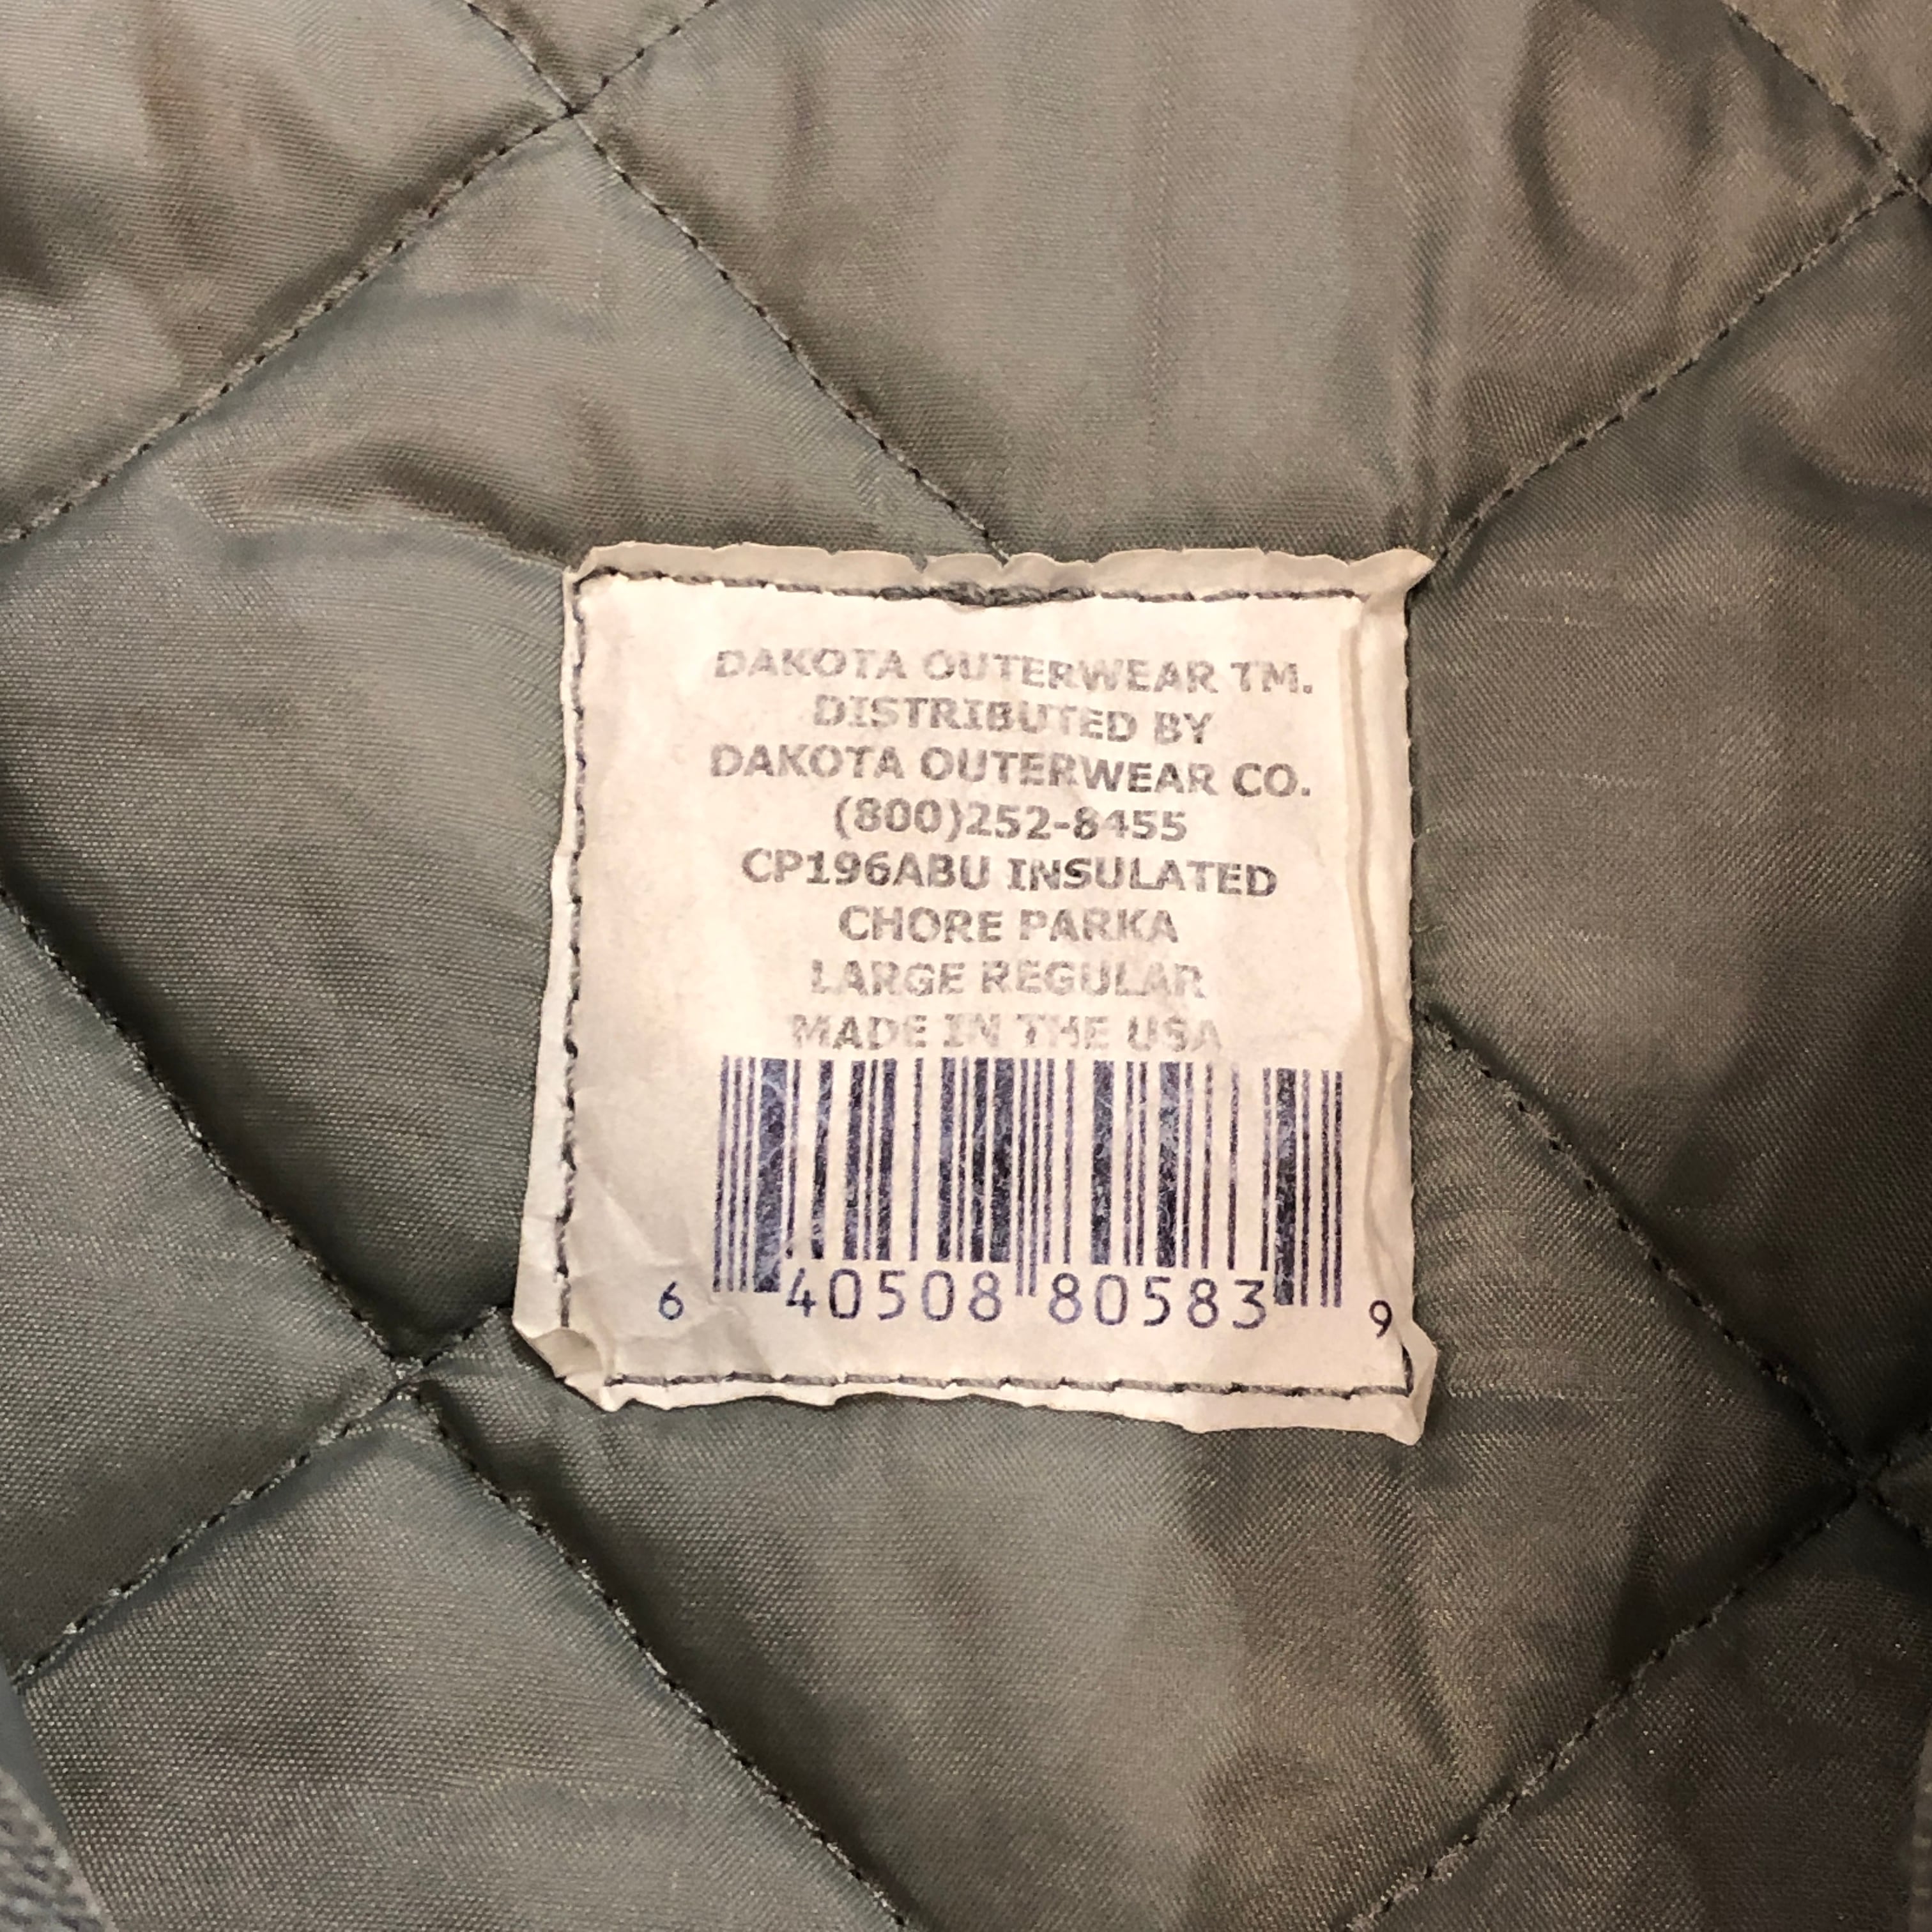 DAKOTA OUTERWEAR TM.
DISTRIBUTED BY
DAKOTA OUTERWEAR CO.
(800)252-8455
CP196ABU INSULATED
CHORE PARKA
LARGE REGULAR
MADE IN THE USA
6 40508 80583 9